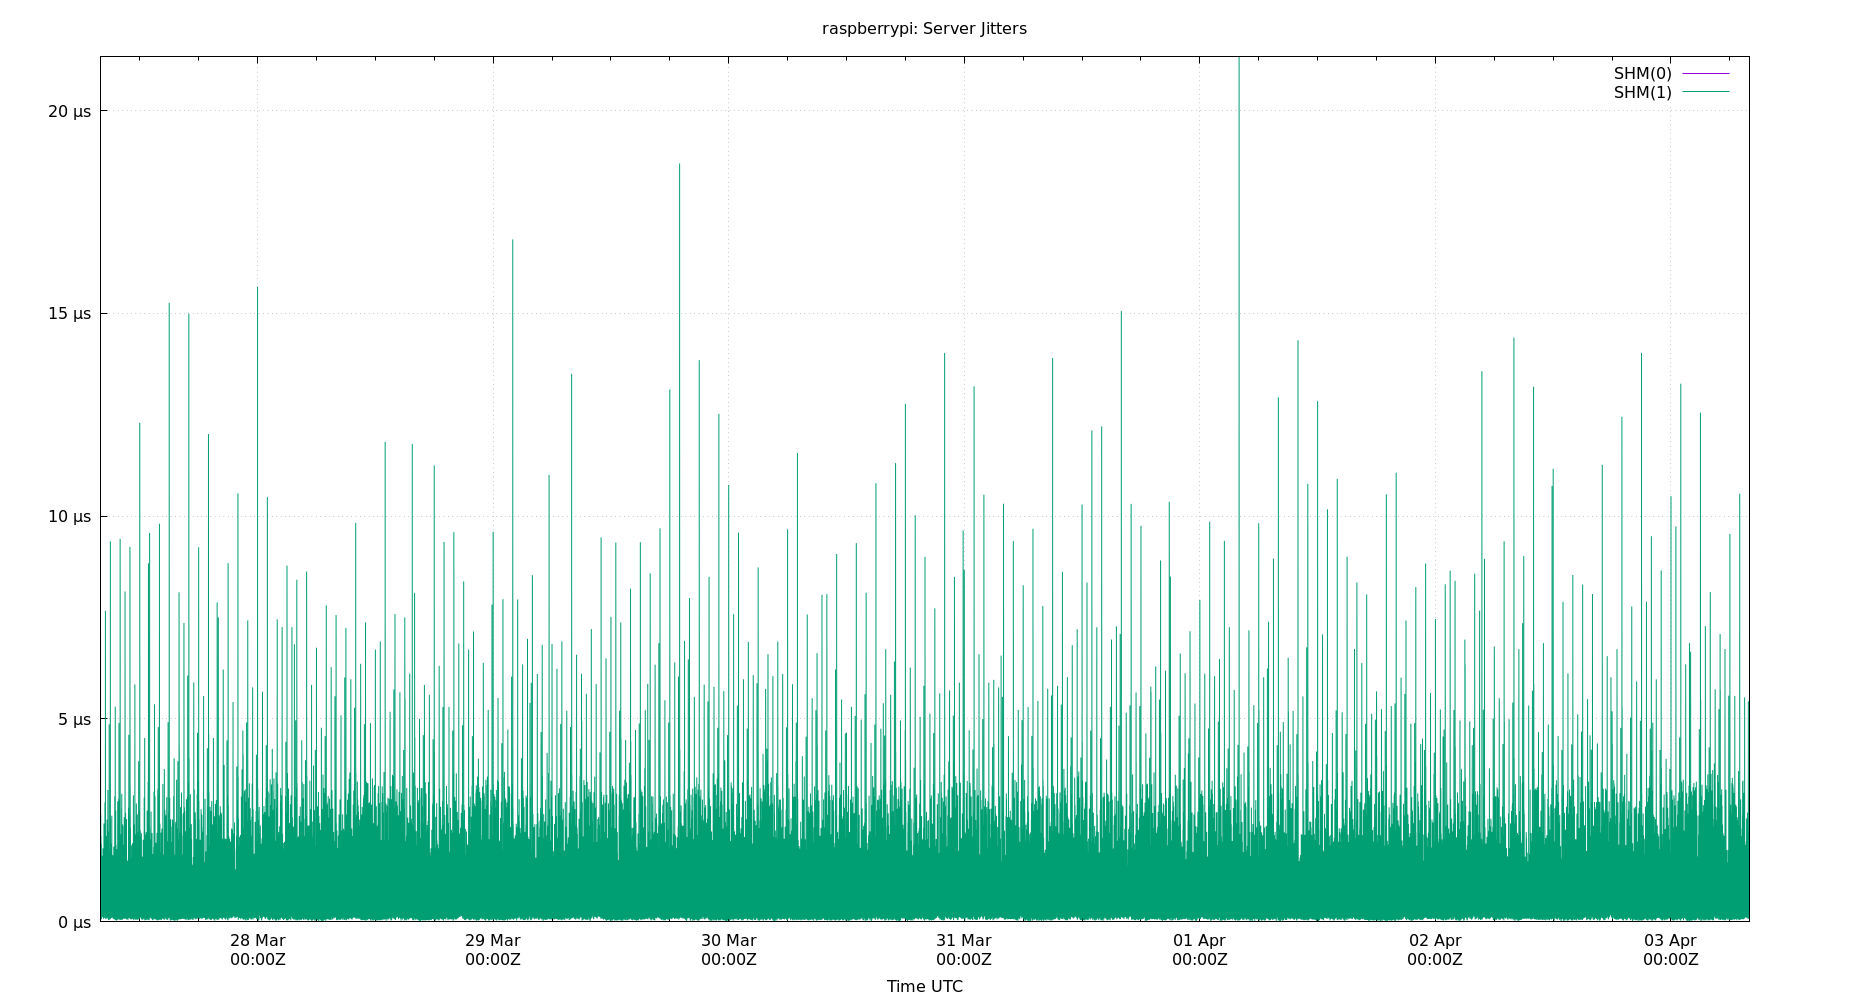 raspberrypi: Server Jitters
SHM(0)
SHM(1)
20 µs
15 µs
10 µs
5 µs
0 µs
28 Mar
00:00Z
29 Mar
00:00Z
30 Mar
00:00Z
31 Mar
00:00Z
01 Apr
00:00Z
02 Apr
00:00Z
03 Apr
00:00Z
Time UTC